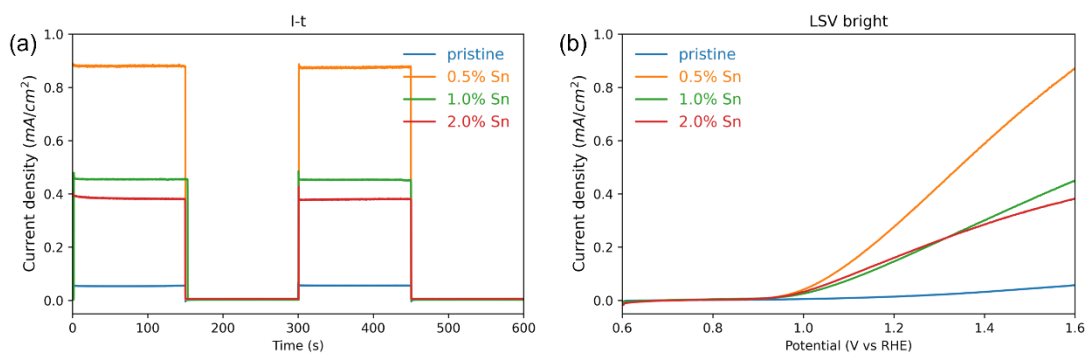 (a)
I-t
Current density (mA/cm²)
1.0
0.8
0.6
0.4
0.2
0.0
pristine
0.5% Sn
1.0% Sn
2.0% Sn
0 100 200 300 400 500 600
Time (s)
(b)
LSV bright
Current density (mA/cm²)
1.0
0.8
0.6
0.4
0.2
0.0
pristine
0.5% Sn
1.0% Sn
2.0% Sn
0.6 0.8 1.0 1.2 1.4 1.6
Potential (V vs RHE)